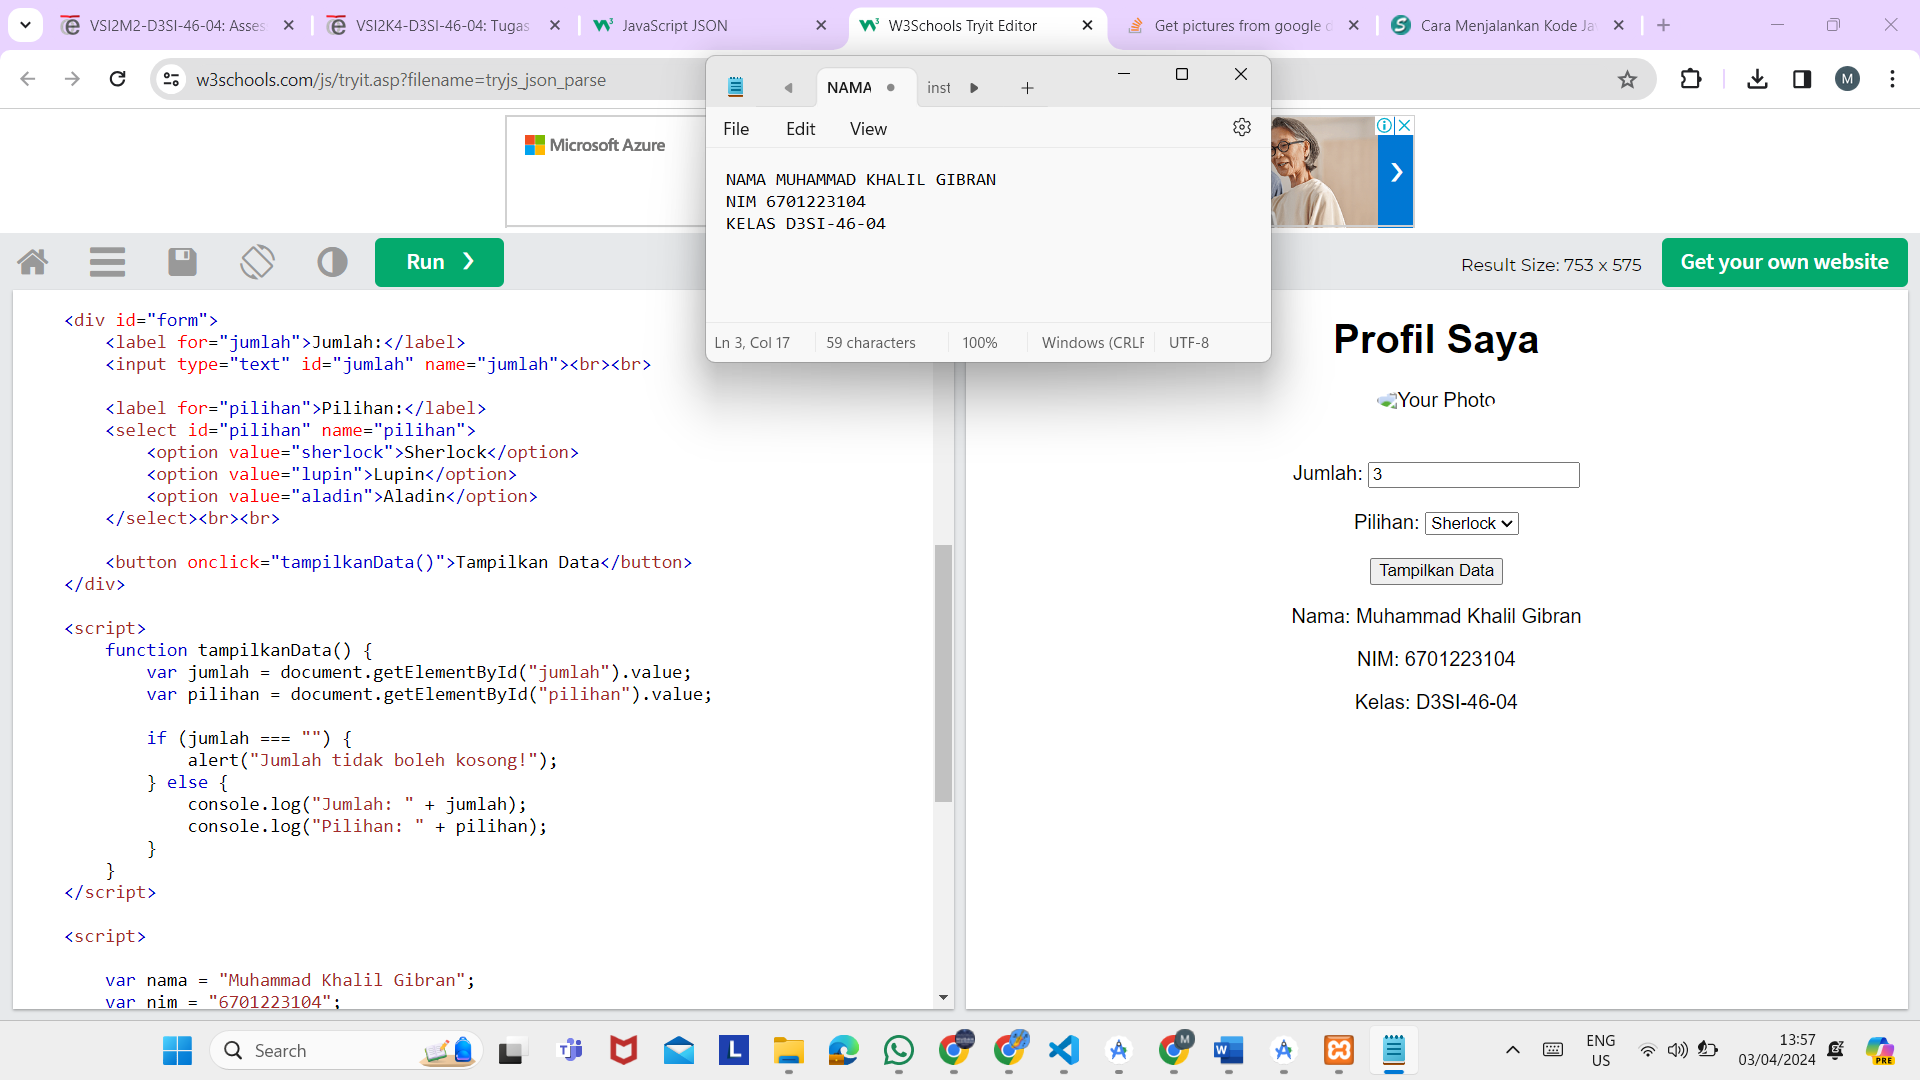 VSI2M2-D3SI-46-04: Asses
VSI2K4-D3SI-46-04: Tugas
JavaScript JSON
W3Schools Tryit Editor
Get pictures from google o
Cara Menjalankan Kode Ja
w3schools.com/js/tryit.asp?filename=tryjs_json_parse
M
Microsoft Azure
NAMA
inst
File
Edit
View
NAMA MUHAMMAD KHALIL GIBRAN
NIM 6701223104
KELAS D3SI-46-04
Ln 3, Col 17
59 characters
100%
Windows (CRLF
UTF-8
Run ❯
Result Size: 753 x 575
Get your own website
<div id="form">
<label for="jumlah">Jumlah:</label>
<input type="text" id="jumlah" name="jumlah"><br><br>
<label for="pilihan">Pilihan:</label>
<select id="pilihan" name="pilihan">
<option value="sherlock">Sherlock</option>
<option value="lupin">Lupin</option>
<option value="aladin">Aladin</option>
</select><br><br>
<button onclick="tampilkanData()">Tampilkan Data</button>
</div>
<script>
function tampilkanData() {
var jumlah = document.getElementById("jumlah").value;
var pilihan = document.getElementById("pilihan").value;
if (jumlah === "") {
alert("Jumlah tidak boleh kosong!");
} else {
console.log("Jumlah: " + jumlah);
console.log("Pilihan: " + pilihan);
}
}
</script>
<script>
var nama = "Muhammad Khalil Gibran";
var nim = "6701223104";
Profil Saya
Your Photo
Jumlah: 3
Pilihan: Sherlock
Tampilkan Data
Nama: Muhammad Khalil Gibran
NIM: 6701223104
Kelas: D3SI-46-04
Search
L
M
PRE
ENG
US
13:57
03/04/2024